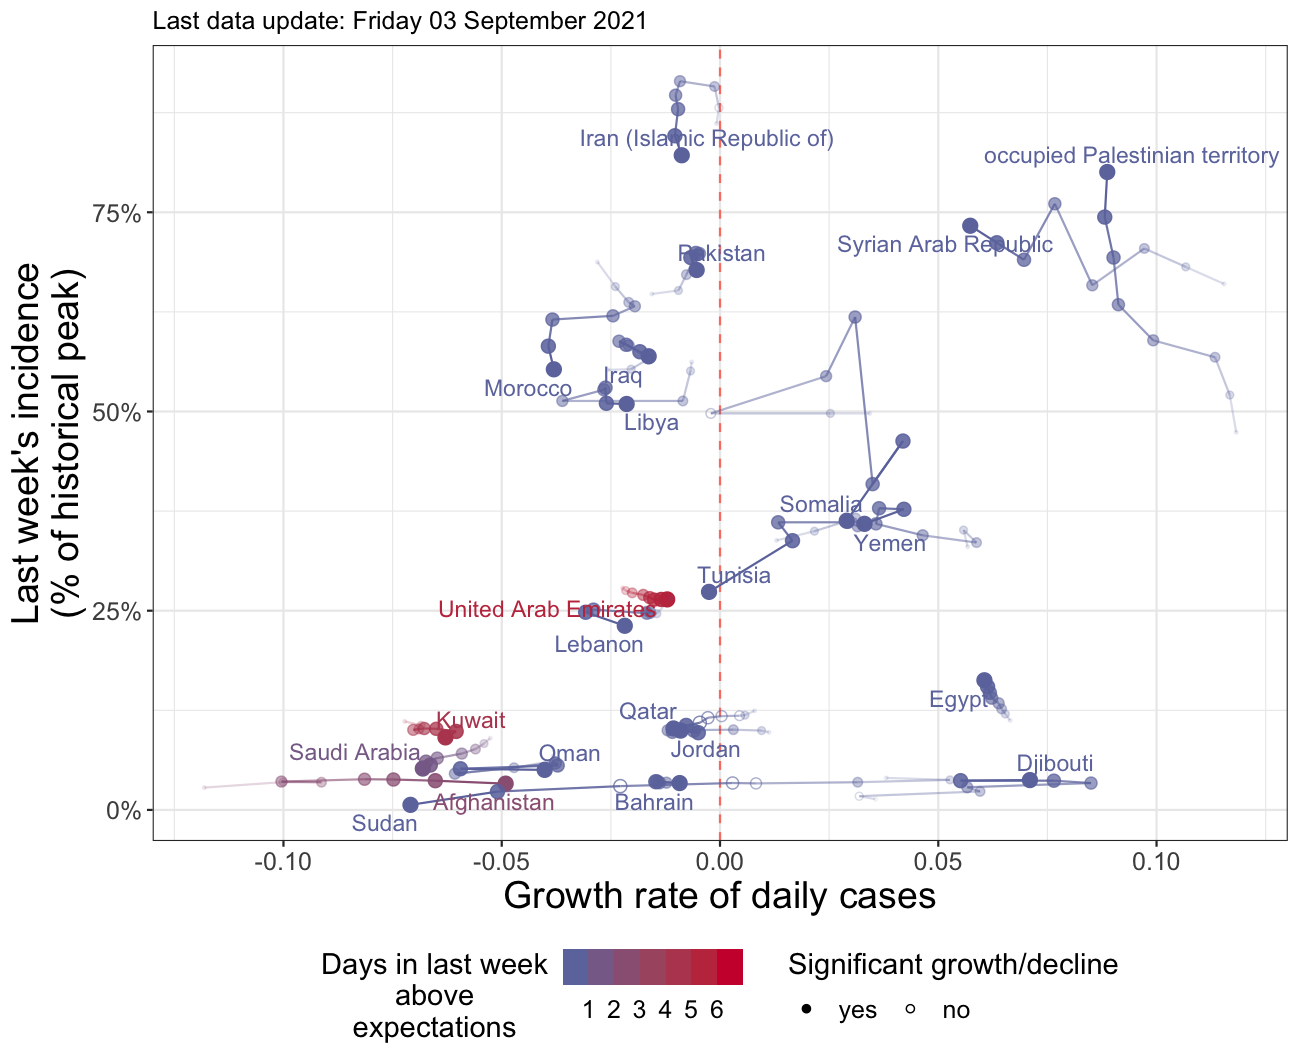 Last data update: Friday 03 September 2021
Last week's incidence
(% of historical peak)
75%
50%
25%
0%
Iran (Islamic Republic of)
occupied Palestinian territory
Syrian Arab Republic
Pakistan
Morocco
Iraq
Libya
Somalia
Yemen
Tunisia
United Arab Emirates
Lebanon
Egypt
Qatar
Kuwait
Jordan
Saudi Arabia
Oman
Djibouti
Afghanistan
Bahrain
Sudan
-0.10 -0.05 0.00 0.05 0.10
Growth rate of daily cases
Days in last week
above
expectations
1 2 3 4 5 6
Significant growth/decline
yes no